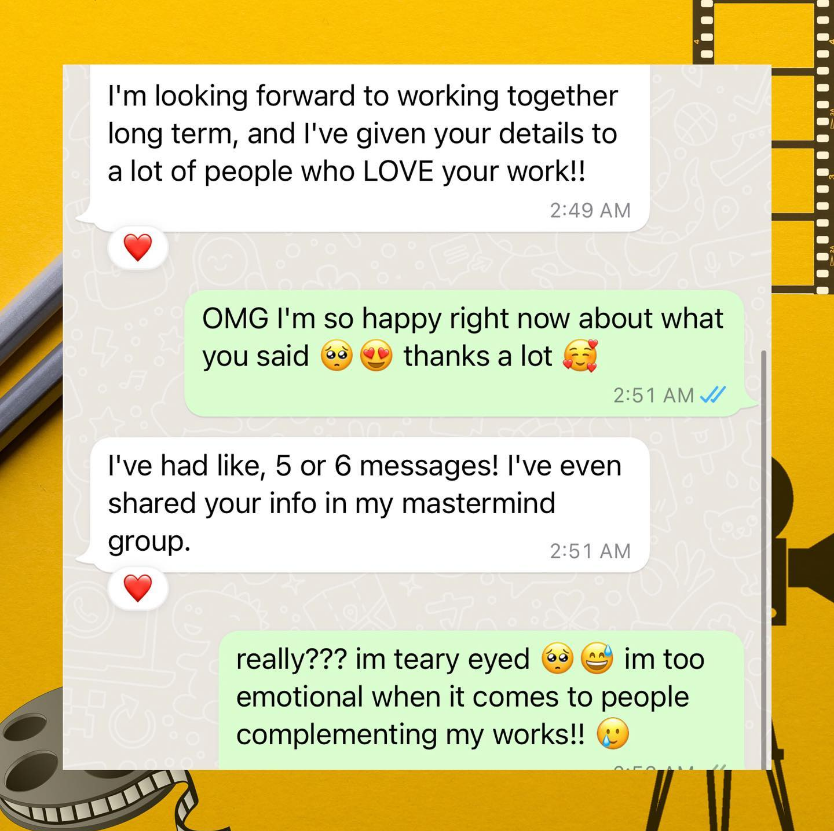 I'm looking forward to working together
long term, and I've given your details to
a lot of people who LOVE your work!!
2:49 AM
❤️
OMG I'm so happy right now about what
you said 🥺😍 thanks a lot 🥰
2:51 AM
I've had like, 5 or 6 messages! I've even
shared your info in my mastermind
group.
2:51 AM
❤️
really??? im teary eyed 🥺😅 im too
emotional when it comes to people
complementing my works!! 🥲